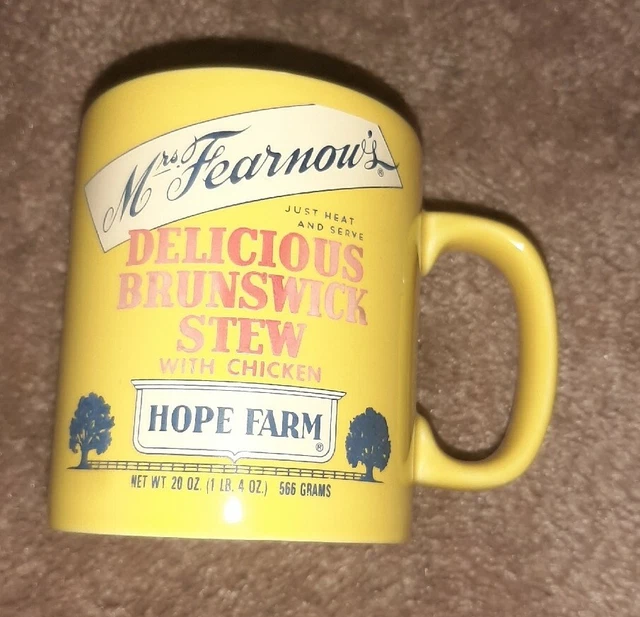 Mrs. Fearnow's®
JUST HEAT
AND SERVE
DELICIOUS
BRUNSWICK
STEW
WITH CHICKEN
HOPE FARM®
NET WT 20 OZ. (1 LB. 4 OZ.) 566 GRAMS